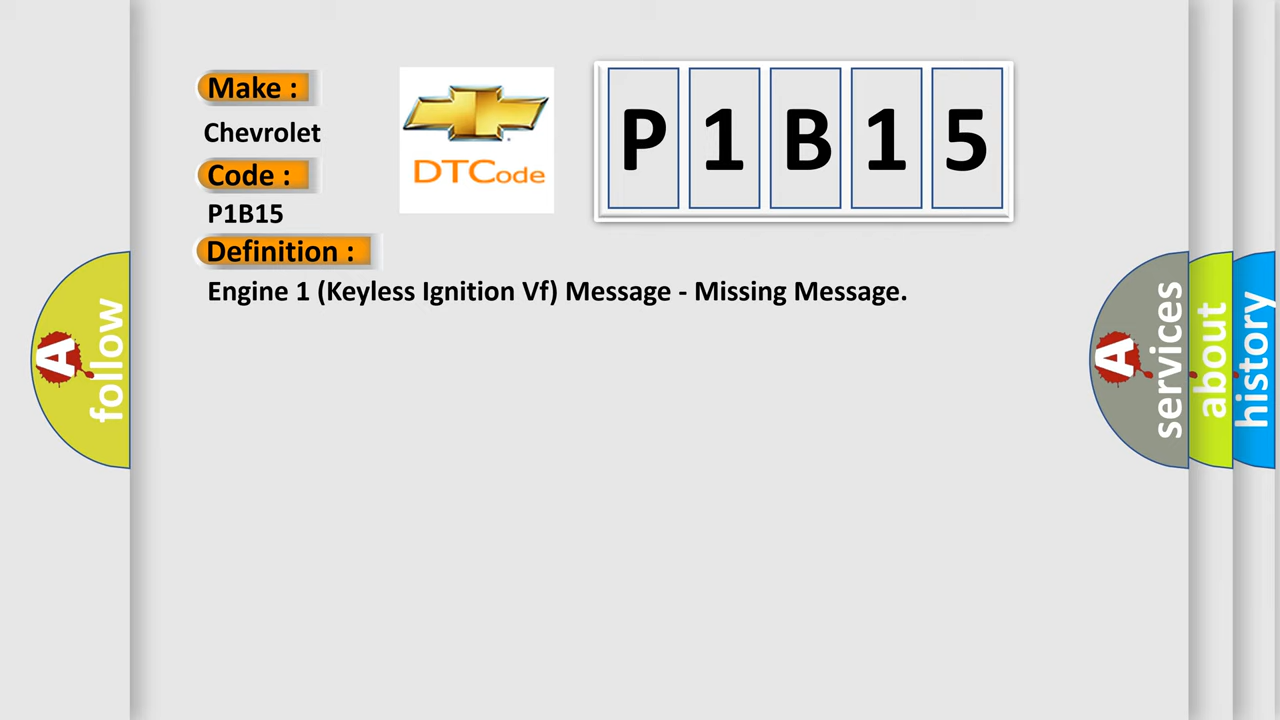 Make :
Chevrolet
Code :
P1B15
Definition :
Engine 1 (Keyless Ignition Vf) Message - Missing Message.
DTCode
P 1 B 1 5
A follow
A services
about
history